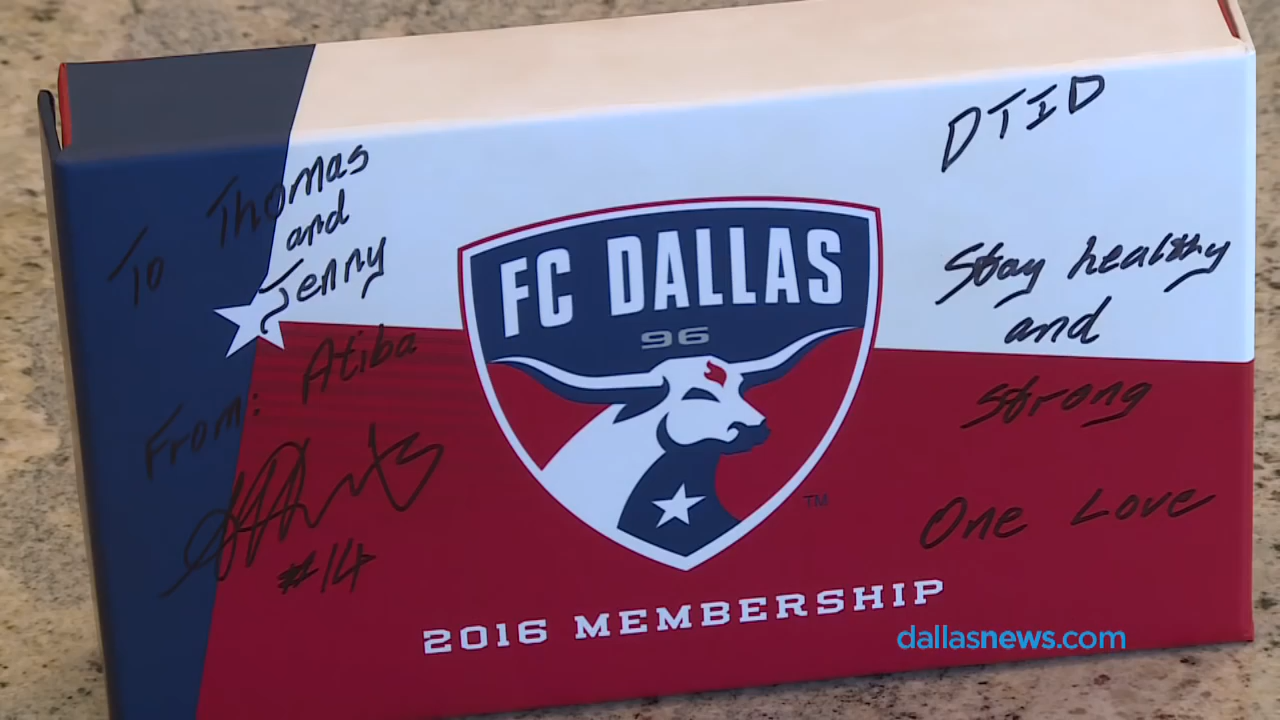 To Thomas
and
Jenny
From: Atiba
#14
FC DALLAS
96
TM
2016 MEMBERSHIP
DTID
Stay healthy
and
strong
One Love
dallasnews.com